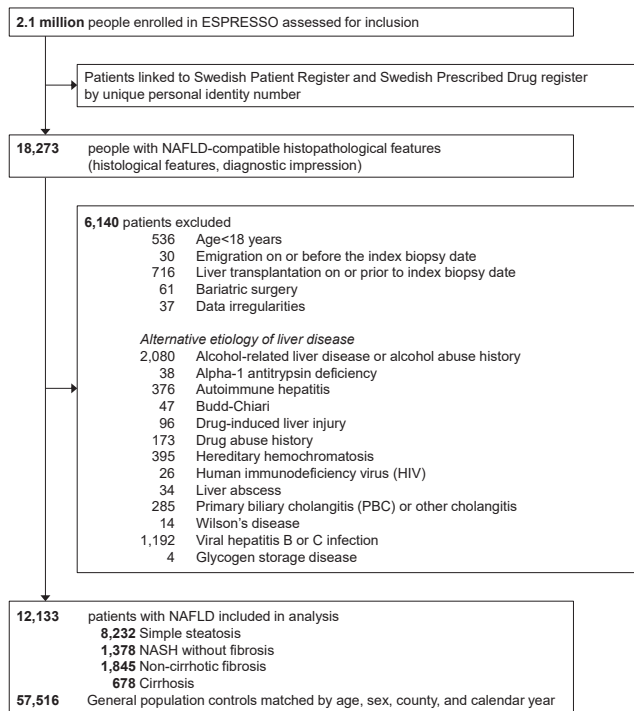 2.1 million people enrolled in ESPRESSO assessed for inclusion
Patients linked to Swedish Patient Register and Swedish Prescribed Drug register
by unique personal identity number
18,273 people with NAFLD-compatible histopathological features
(histological features, diagnostic impression)
6,140 patients excluded
536 Age<18 years
30 Emigration on or before the index biopsy date
716 Liver transplantation on or prior to index biopsy date
61 Bariatric surgery
37 Data irregularities
Alternative etiology of liver disease
2,080 Alcohol-related liver disease or alcohol abuse history
38 Alpha-1 antitrypsin deficiency
376 Autoimmune hepatitis
47 Budd-Chiari
96 Drug-induced liver injury
173 Drug abuse history
395 Hereditary hemochromatosis
26 Human immunodeficiency virus (HIV)
34 Liver abscess
285 Primary biliary cholangitis (PBC) or other cholangitis
14 Wilson's disease
1,192 Viral hepatitis B or C infection
4 Glycogen storage disease
12,133 patients with NAFLD included in analysis
8,232 Simple steatosis
1,378 NASH without fibrosis
1,845 Non-cirrhotic fibrosis
678 Cirrhosis
57,516 General population controls matched by age, sex, county, and calendar year